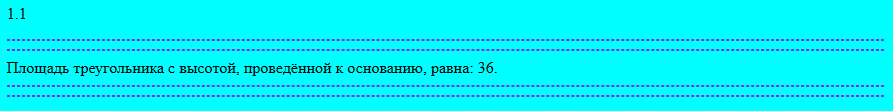 1.1
Площадь треугольника с высотой, проведённой к основанию, равна: 36.